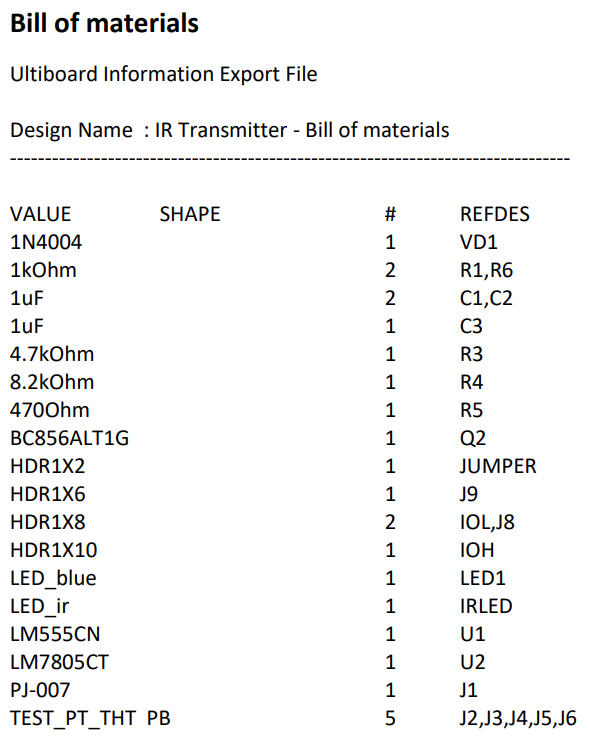 Bill of materials
Ultiboard Information Export File
Design Name : IR Transmitter - Bill of materials
--------------------------------------------------------------------------------
VALUE SHAPE # REFDES
1N4004 1 VD1
1kOhm 2 R1,R6
1uF 2 C1,C2
1uF 1 C3
4.7kOhm 1 R3
8.2kOhm 1 R4
470Ohm 1 R5
BC856ALT1G 1 Q2
HDR1X2 1 JUMPER
HDR1X6 1 J9
HDR1X8 2 IOL,J8
HDR1X10 1 IOH
LED_blue 1 LED1
LED_ir 1 IRLED
LM555CN 1 U1
LM7805CT 1 U2
PJ-007 1 J1
TEST_PT_THT PB 5 J2,J3,J4,J5,J6